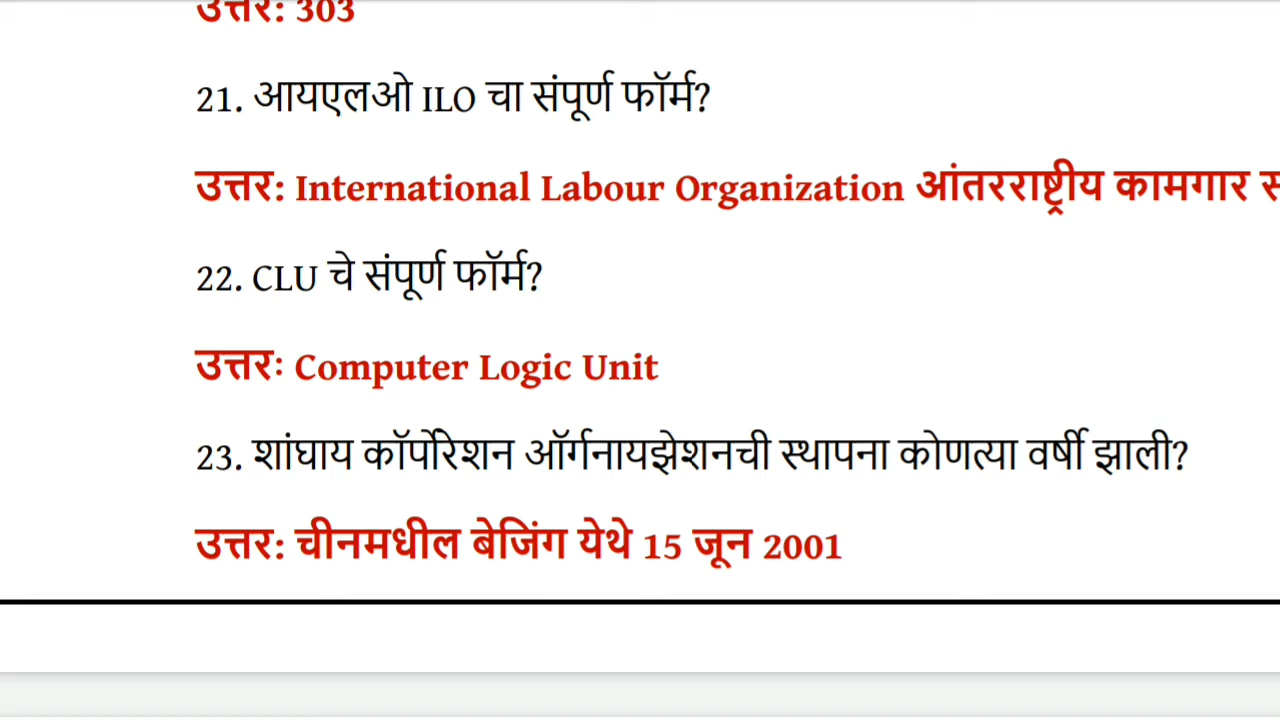 उत्तर: 303
21. आयएलओ ILO चा संपूर्ण फॉर्म?
उत्तर: International Labour Organization आंतरराष्ट्रीय कामगार
22. CLU चे संपूर्ण फॉर्म?
उत्तरः Computer Logic Unit
23. शांघाय कॉर्पोरेशन ऑर्गनायझेशनची स्थापना कोणत्या वर्षी झाली?
उत्तर: चीनमधील बेजिंग येथे 15 जून 2001